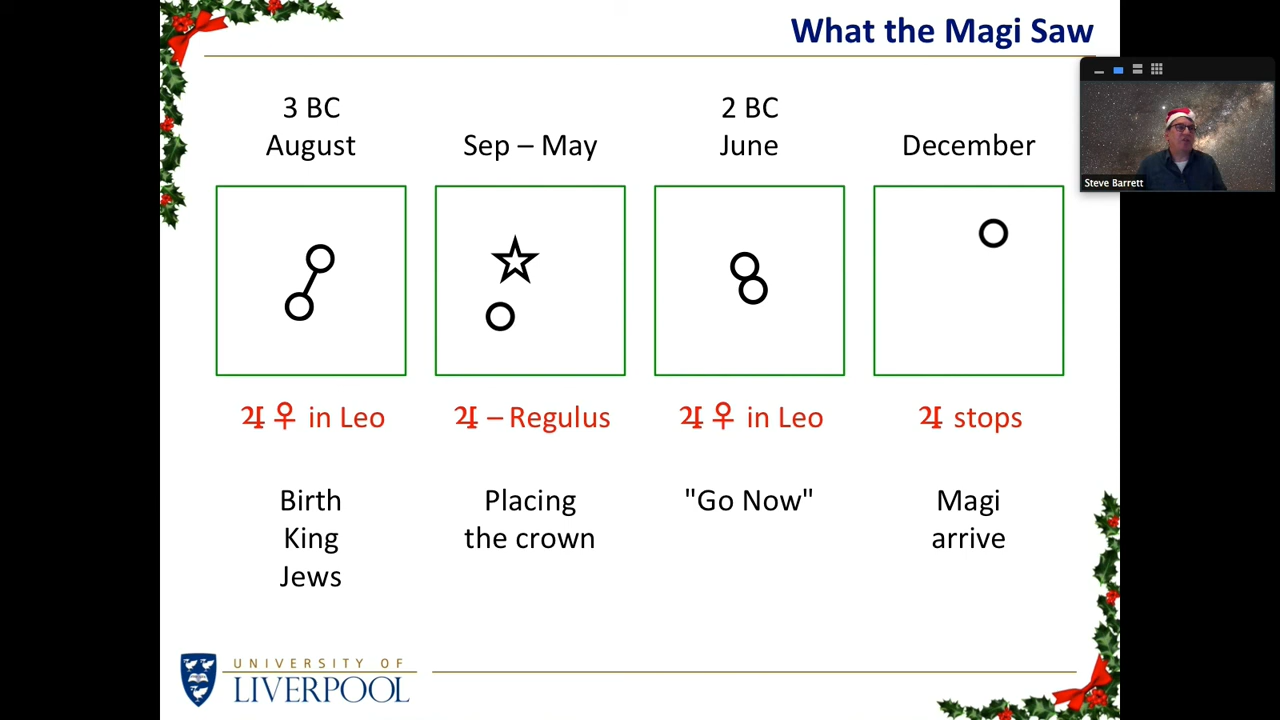 What the Magi Saw
3 BC
August
Sep – May
2 BC
June
December
♃ ♀ in Leo
♃ – Regulus
♃ ♀ in Leo
♃ stops
Birth
King
Jews
Placing
the crown
"Go Now"
Magi
arrive
UNIVERSITY OF
LIVERPOOL
Steve Barrett